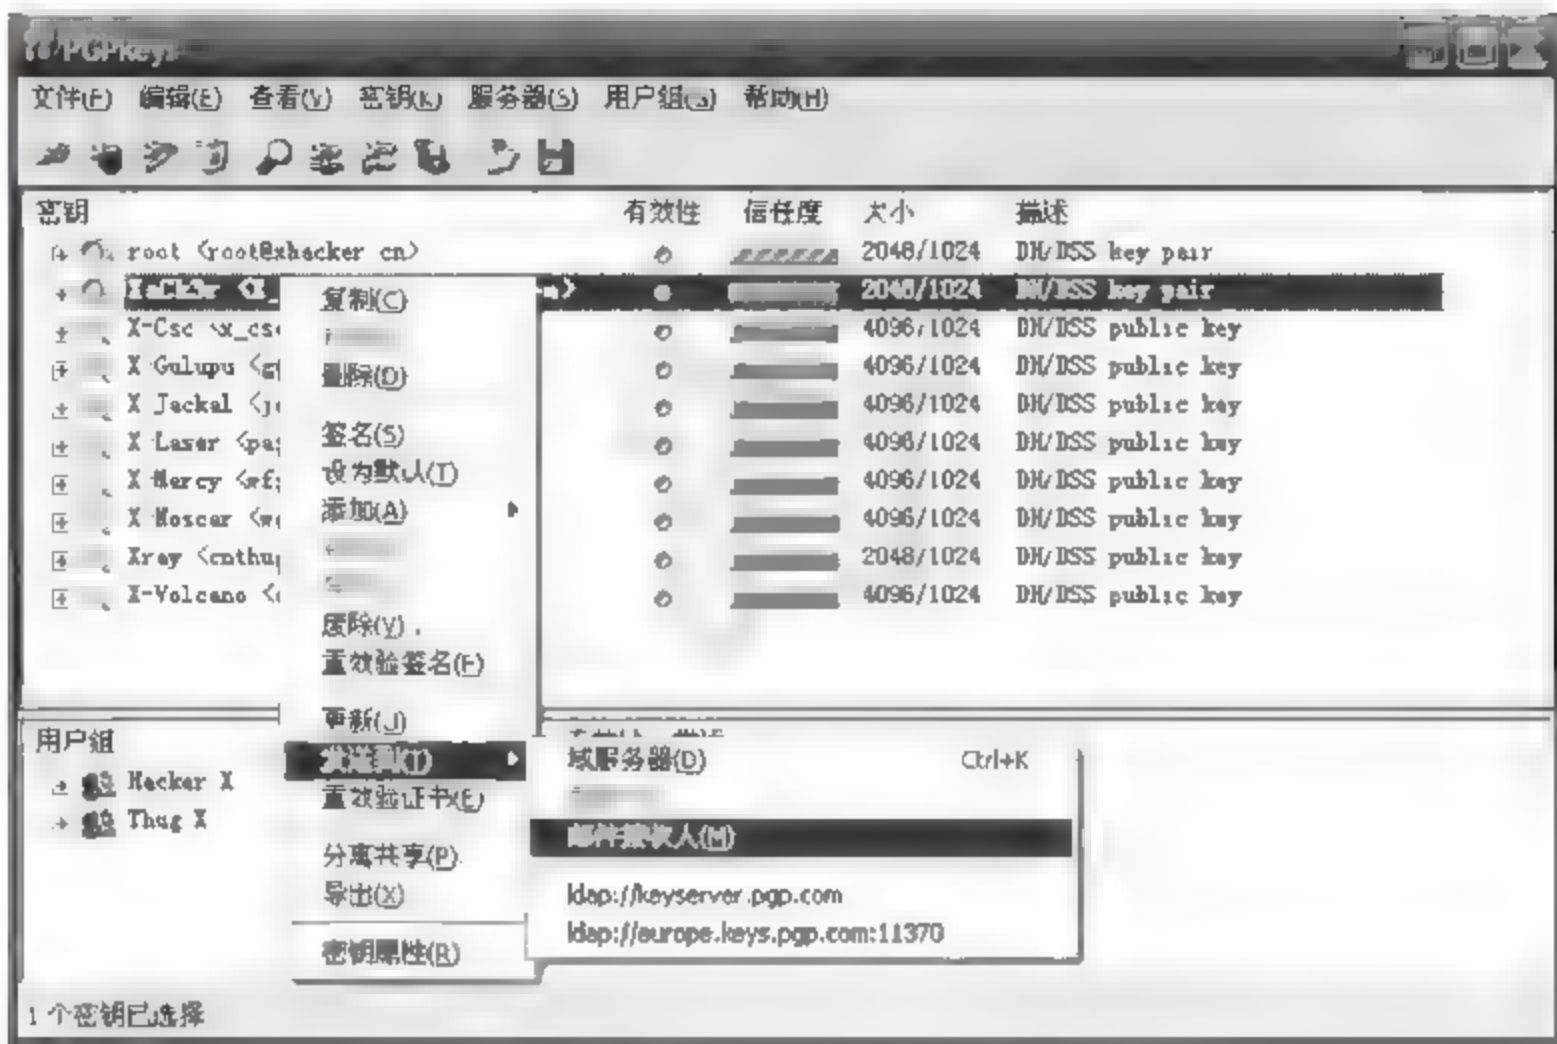 PGPkeys
文件(F) 编辑(E) 查看(V) 密钥(K) 服务器(S) 用户组(G) 帮助(H)
密钥 有效性 信任度 大小 描述
root <root@xhacker cn> 2048/1024 DH/DSS key pair
2048/1024 DH/DSS key pair
X-Csc <x_cs 4096/1024 DH/DSS public key
X Gulupu <g 4096/1024 DH/DSS public key
X Jackal <j 4096/1024 DH/DSS public key
X Laser <pa 4096/1024 DH/DSS public key
X Mercy <wf 4096/1024 DH/DSS public key
X Moscar <w 4096/1024 DH/DSS public key
Xray <cnthu 2048/1024 DH/DSS public key
X-Volcano < 4096/1024 DH/DSS public key
复制(C)
删除(D)
签名(S)
设为默认(T)
添加(A)
废除(V)
重效验签名(F)
更新(U)
发送到(T)
重效验证书(E)
分离共享(P)
导出(X)
密钥属性(R)
用户组
Hacker X
Thug X
域服务器(D) Ctrl+K
邮件接收人(M)
ldap://keyserver.pgp.com
ldap://europe.keys.pgp.com:11370
1 个密钥已选择